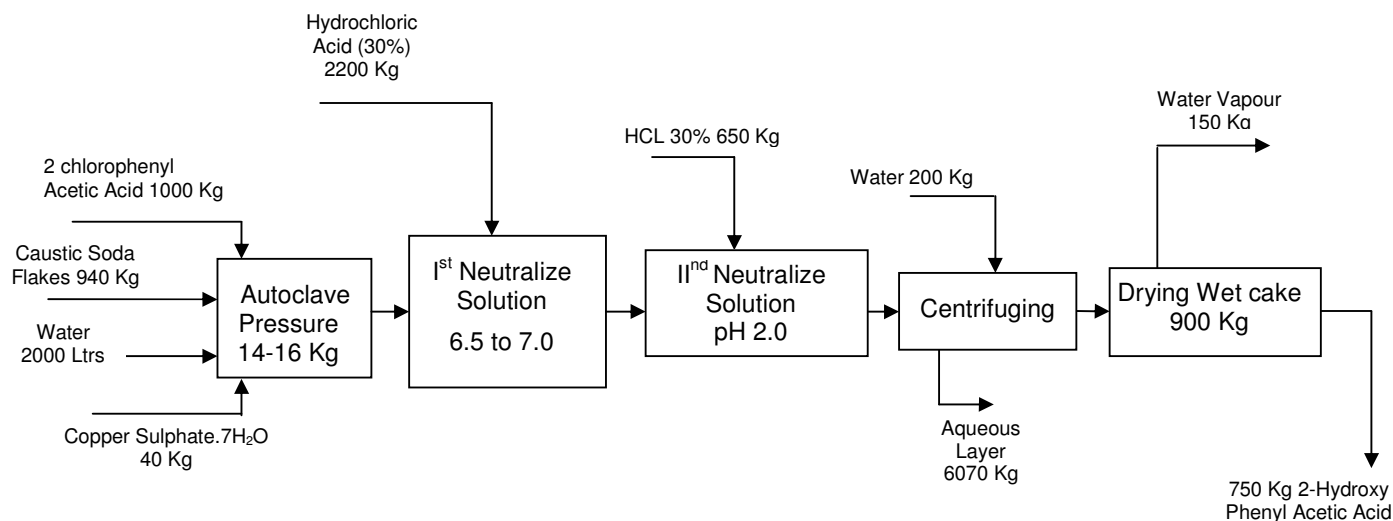 Hydrochloric
Acid (30%)
2200 Kg
Water Vapour
150 Kg
HCL 30% 650 Kg
2 chlorophenyl
Acetic Acid 1000 Kg
Water 200 Kg
Caustic Soda
Flakes 940 Kg
Water
2000 Ltrs
Copper Sulphate.7H₂O
40 Kg
Autoclave
Pressure
14-16 Kg
Iˢᵗ Neutralize
Solution
6.5 to 7.0
IIⁿᵈ Neutralize
Solution
pH 2.0
Centrifuging
Drying Wet cake
900 Kg
Aqueous
Layer
6070 Kg
750 Kg 2-Hydroxy
Phenyl Acetic Acid